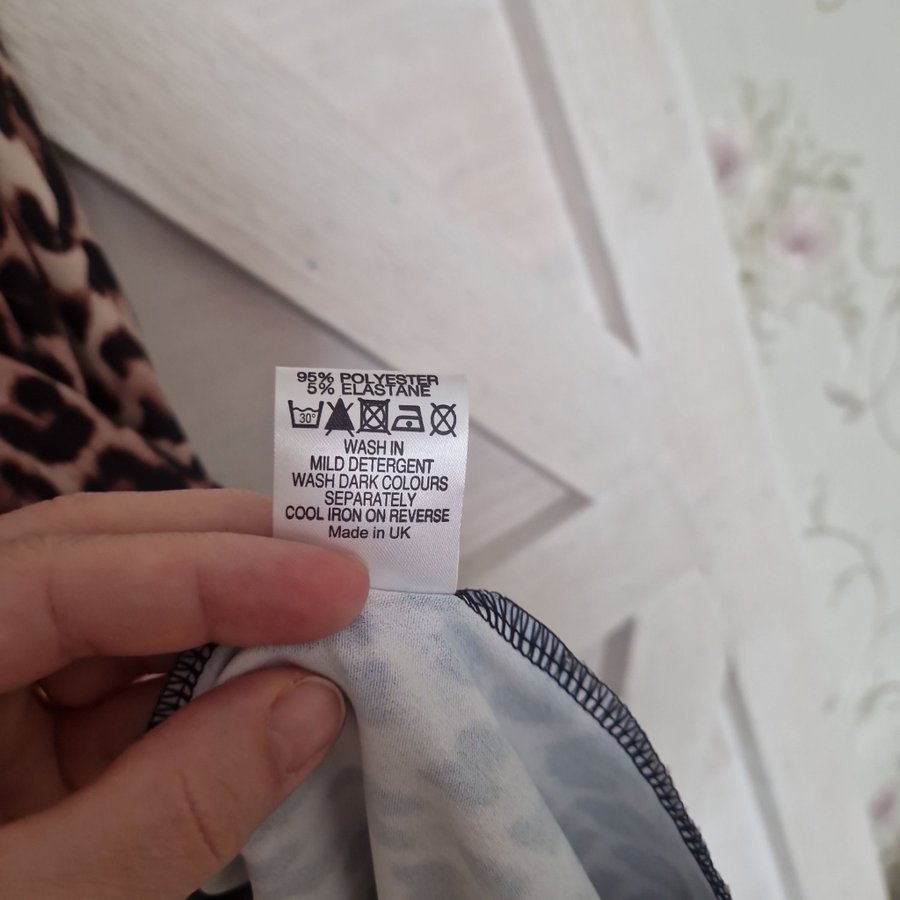 95% POLYESTER
5% ELASTANE
30°
WASH IN
MILD DETERGENT
WASH DARK COLOURS
SEPARATELY
COOL IRON ON REVERSE
Made in UK